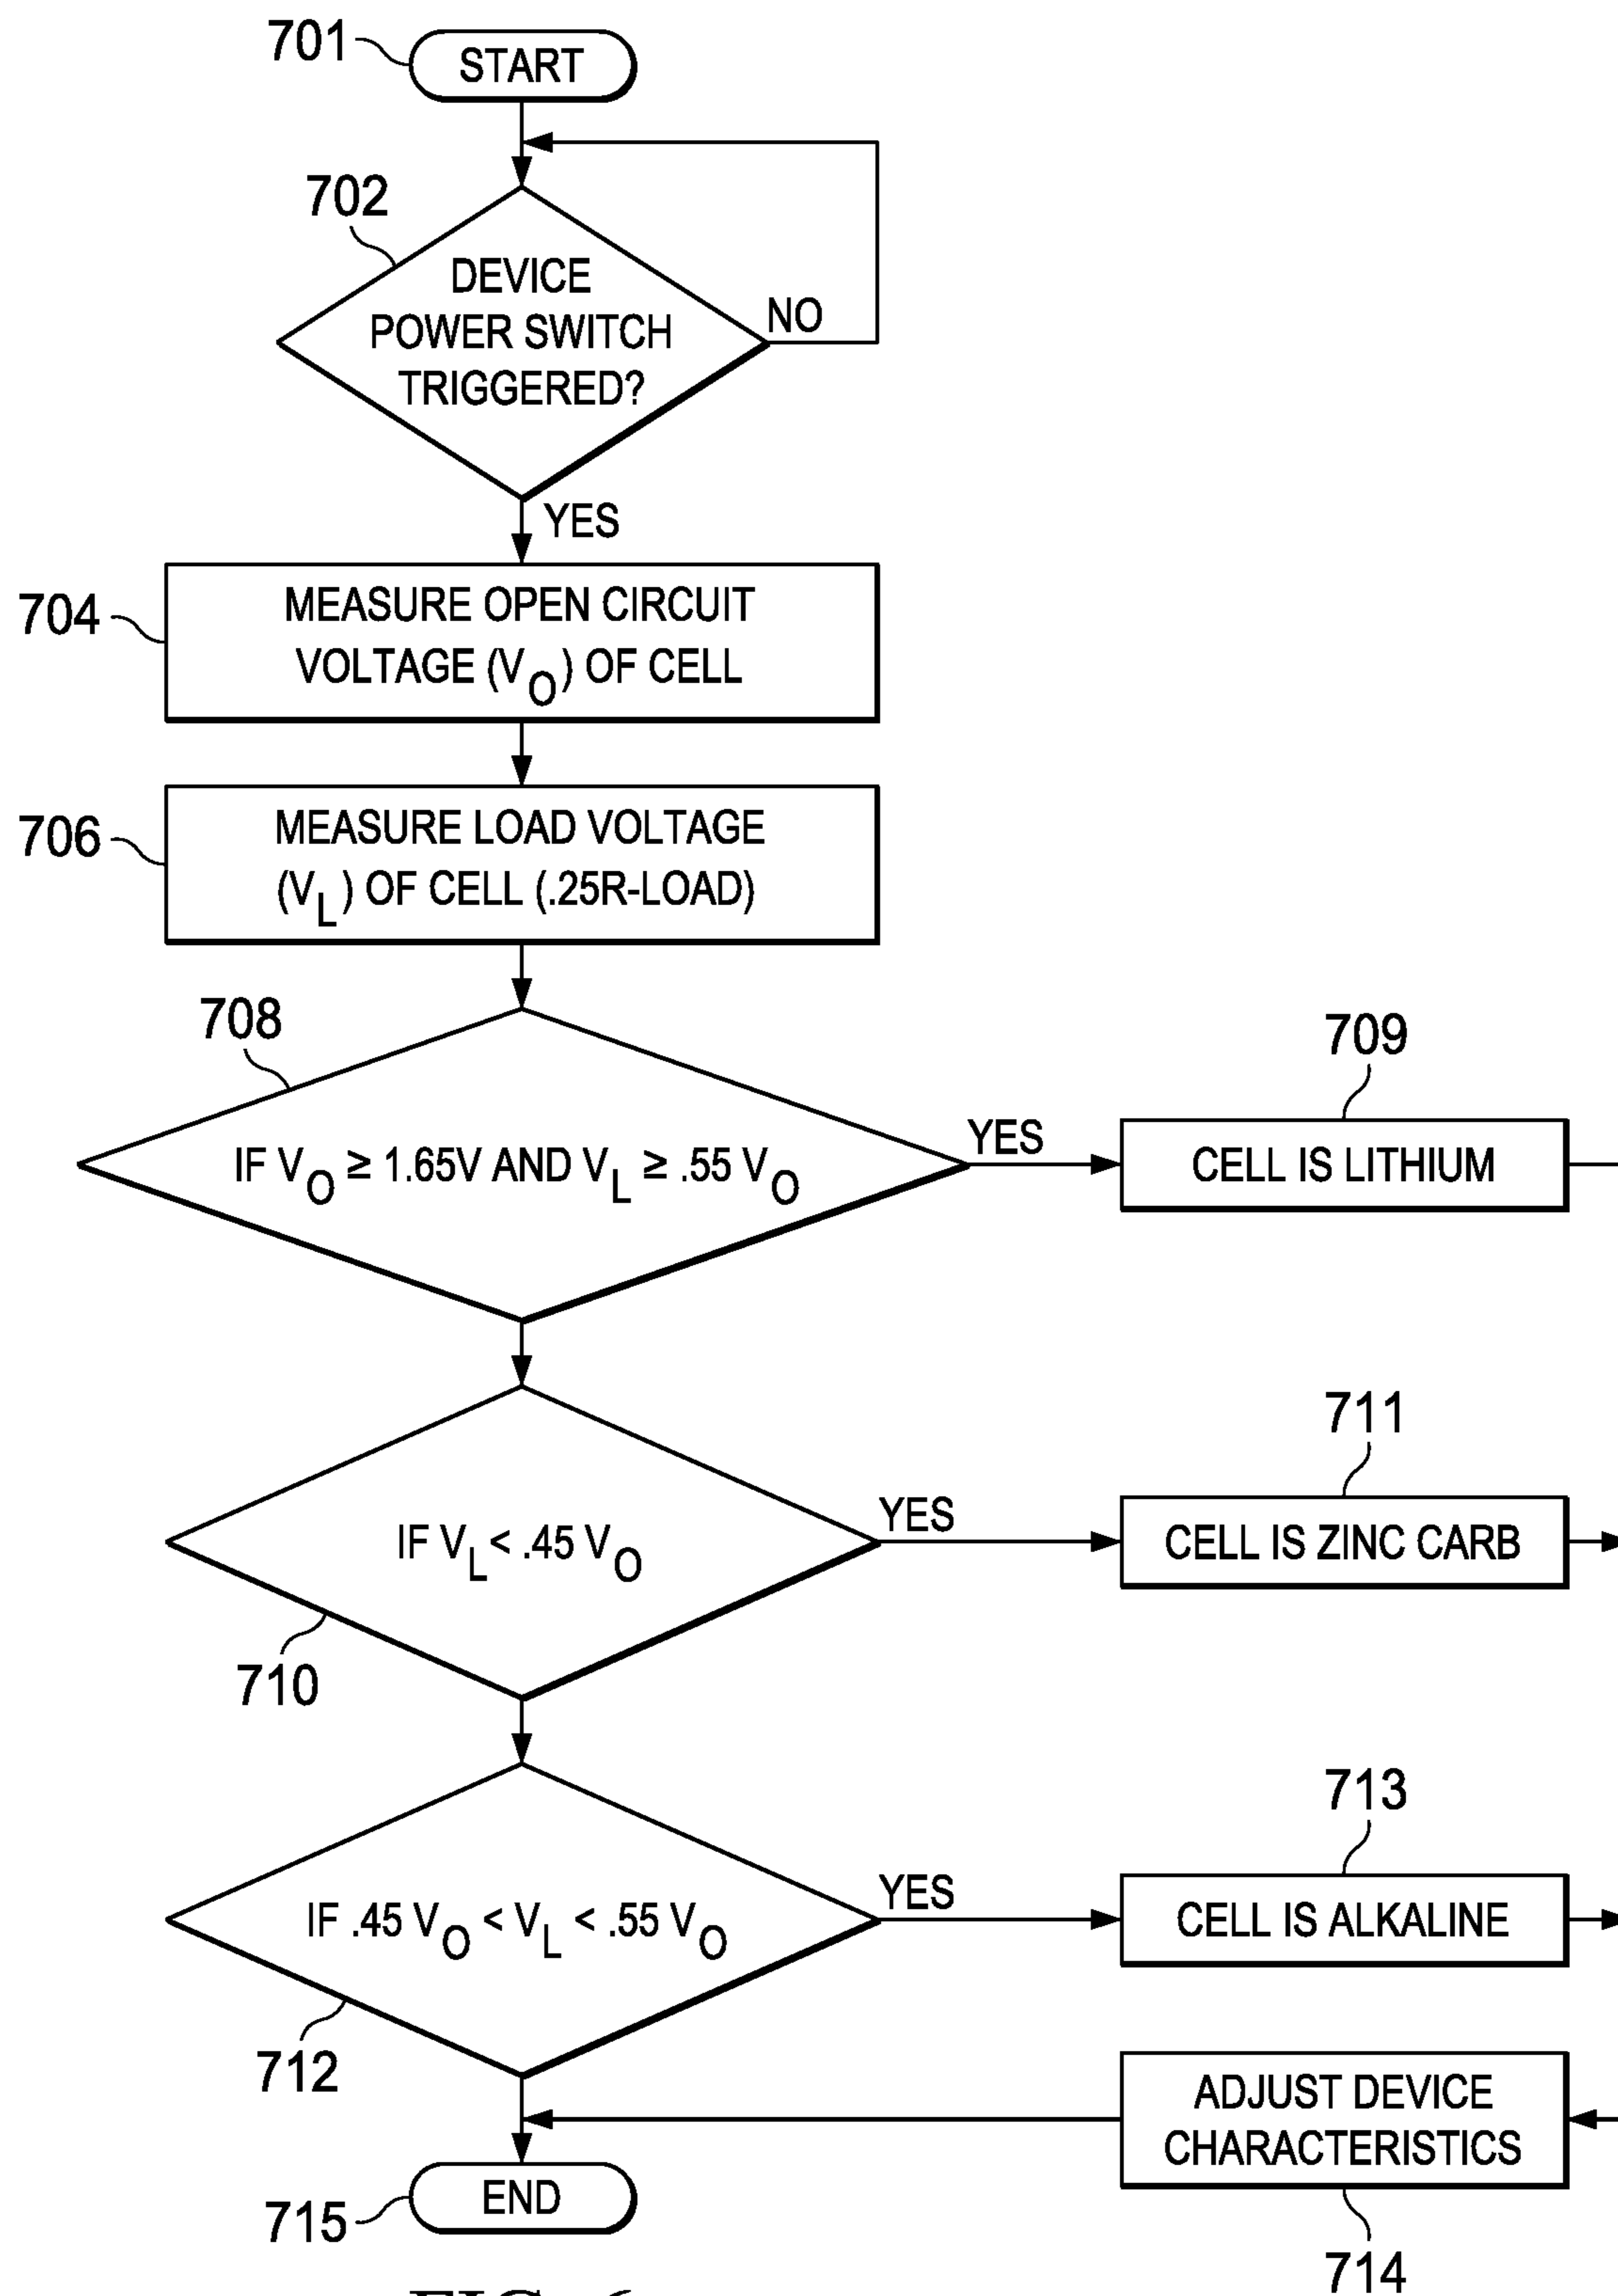 701
START
702
DEVICE
POWER SWITCH
TRIGGERED?
NO
YES
704
MEASURE OPEN CIRCUIT
VOLTAGE (VO) OF CELL
706
MEASURE LOAD VOLTAGE
(VL) OF CELL (.25R-LOAD)
708
IF VO ≥ 1.65V AND VL ≥ .55 VO
YES
709
CELL IS LITHIUM
IF VL < .45 VO
710
YES
711
CELL IS ZINC CARB
IF .45 VO < VL < .55 VO
712
YES
713
CELL IS ALKALINE
ADJUST DEVICE
CHARACTERISTICS
714
END
715